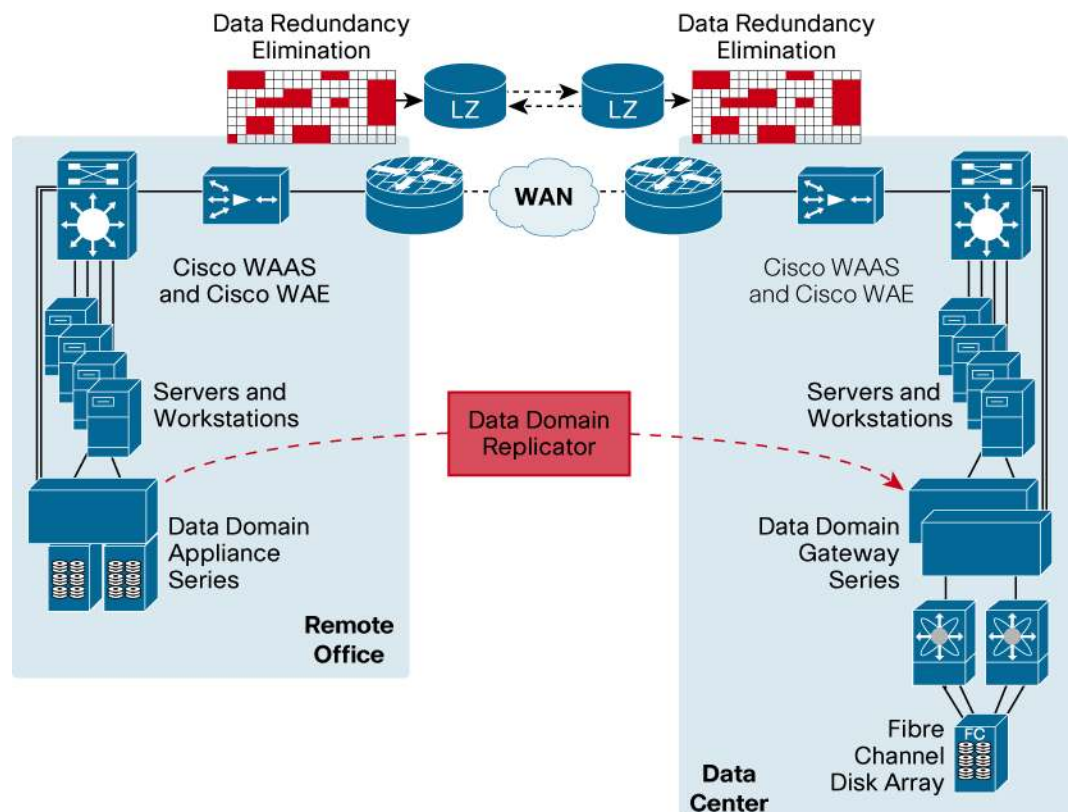 Data Redundancy
Elimination
Data Redundancy
Elimination
LZ
LZ
WAN
Cisco WAAS
and Cisco WAE
Cisco WAAS
and Cisco WAE
Servers and
Workstations
Data Domain
Replicator
Servers and
Workstations
Data Domain
Appliance
Series
Data Domain
Gateway
Series
Remote
Office
Fibre
Channel
Disk Array
FC
Data
Center